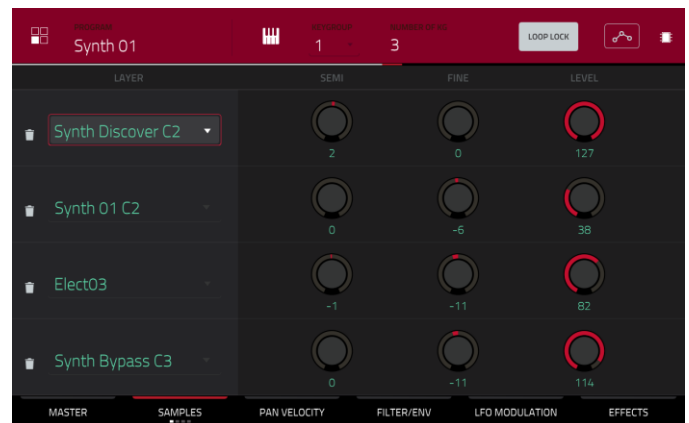 PROGRAM KEYGROUP NUMBER OF KG
Synth 01 1 3 LOOP LOCK
LAYER SEMI FINE LEVEL
Synth Discover C2
2 0 127
Synth 01 C2
0 -6 38
Elect03
-1 -11 82
Synth Bypass C3
0 -11 114
MASTER SAMPLES PAN VELOCITY FILTER/ENV LFO MODULATION EFFECTS